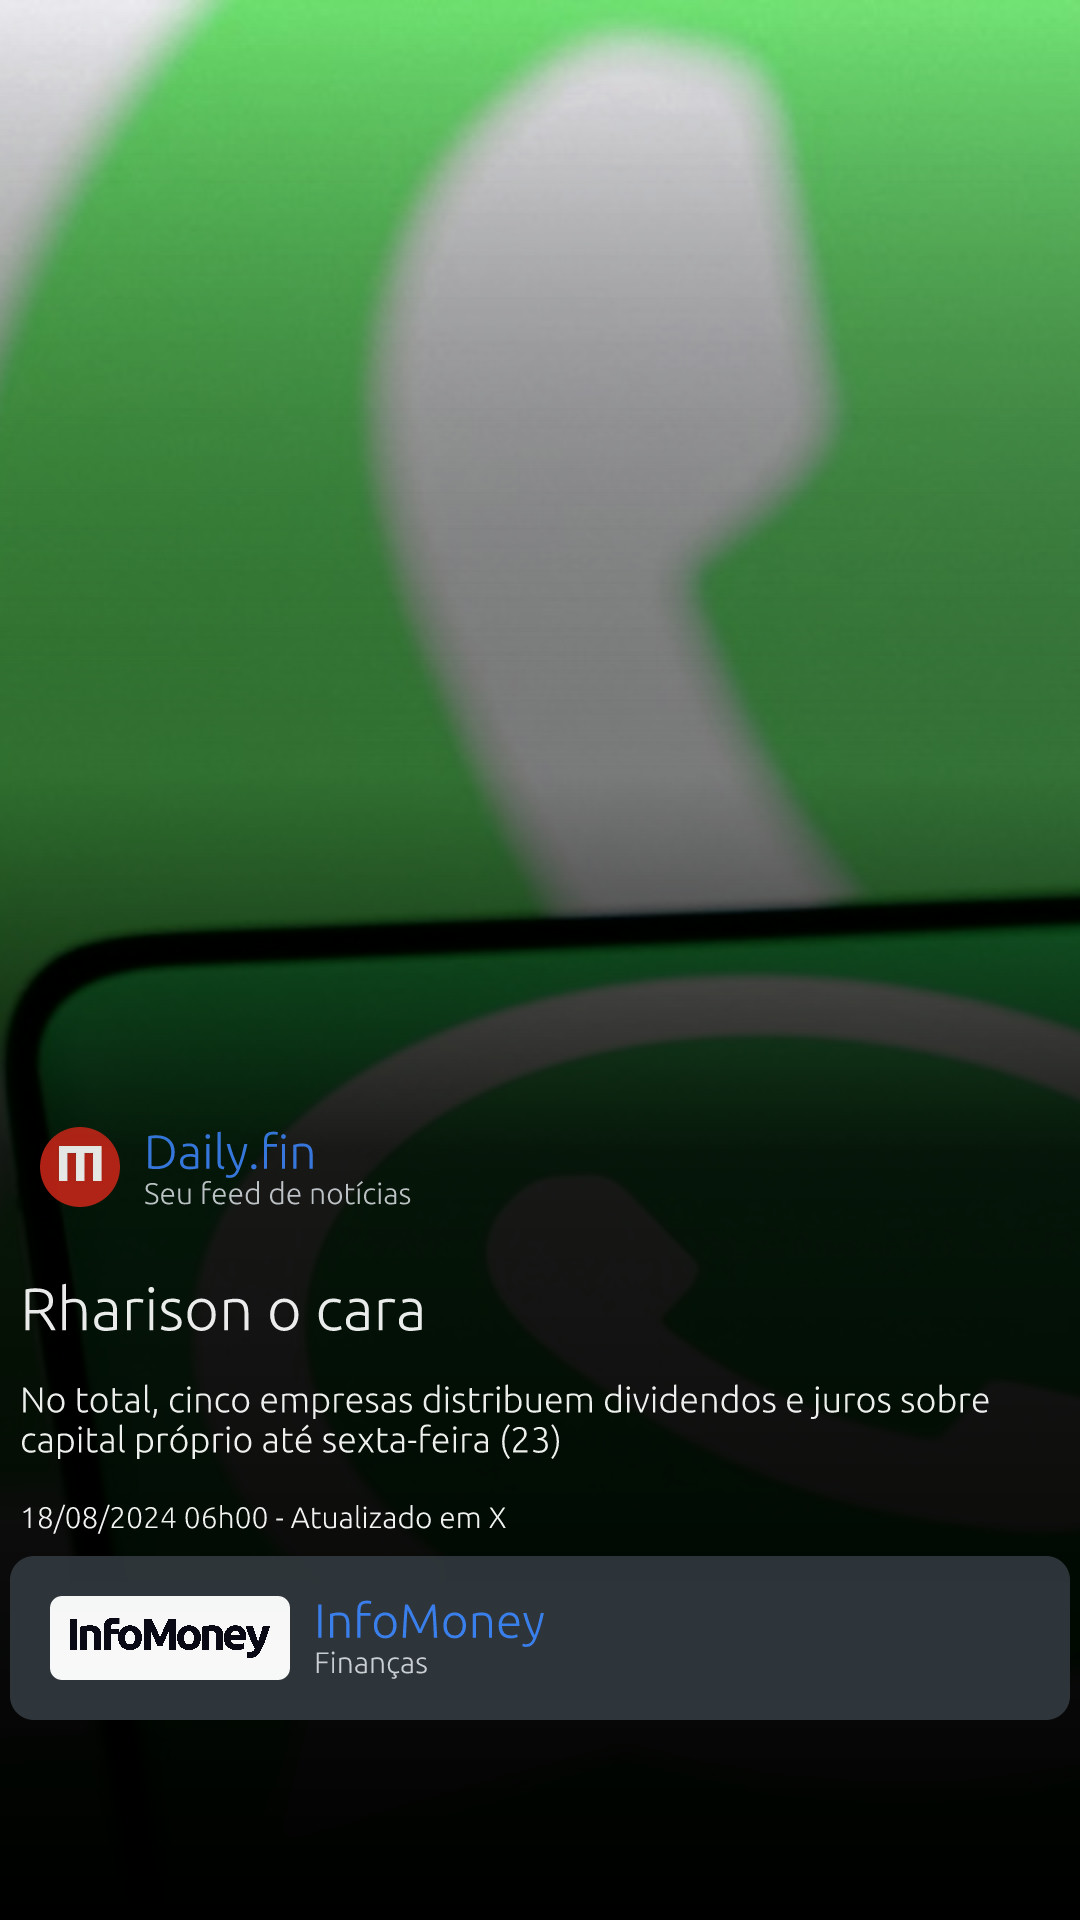 m
Daily.fin
Seu feed de notícias
Rharison o cara
No total, cinco empresas distribuem dividendos e juros sobre
capital próprio até sexta-feira (23)
18/08/2024 06h00 - Atualizado em X
InfoMoney
InfoMoney
Finanças